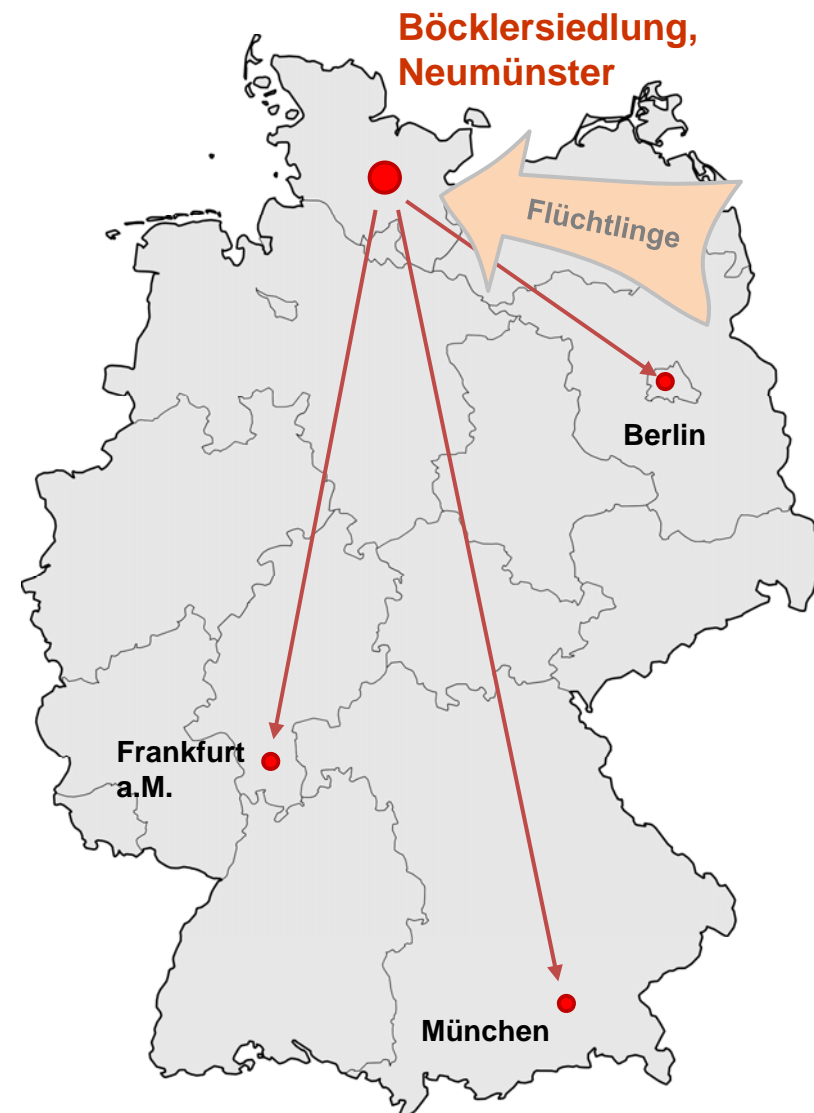 Böcklersiedlung,
Neumünster
Flüchtlinge
Berlin
Frankfurt
a.M.
München